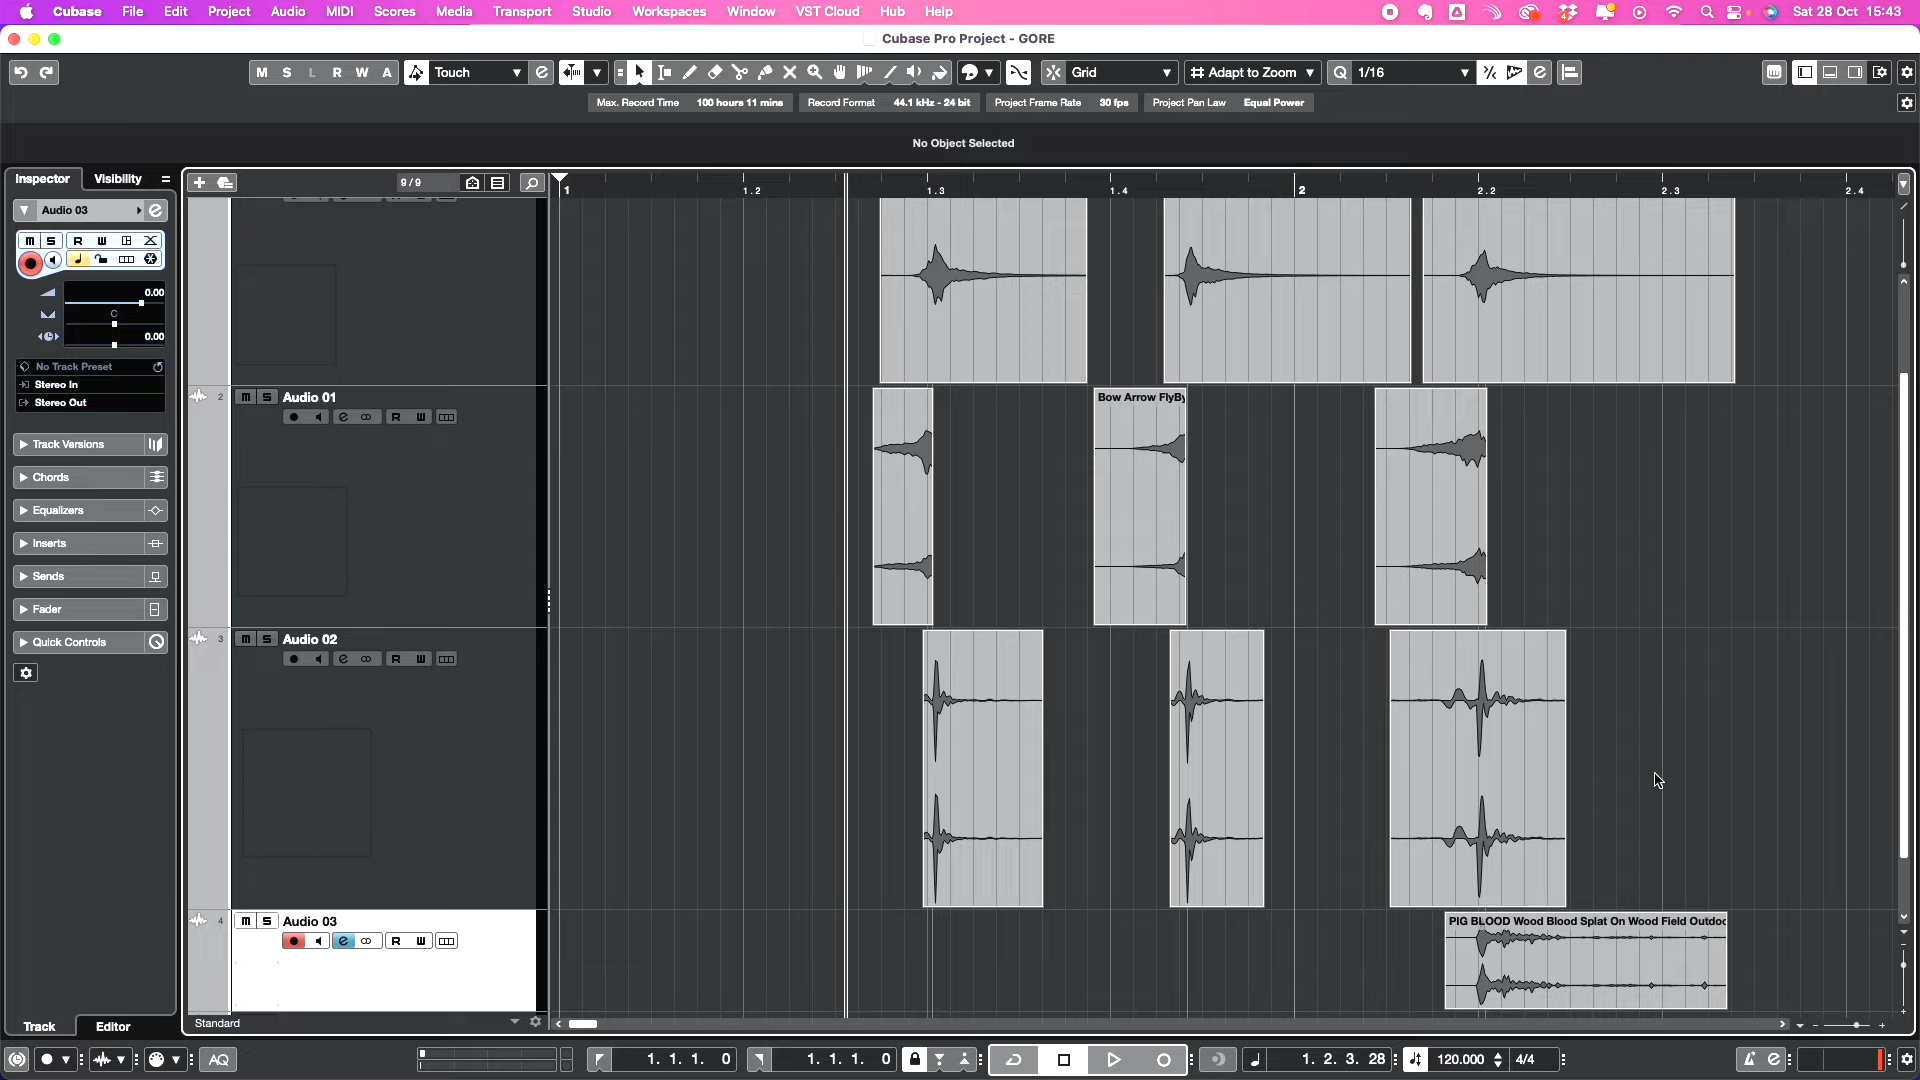 Cubase File Edit Project Audio MIDI Scores Media Transport Studio Workspaces Window VST Cloud Hub Help Sat 28 Oct 15:43
Cubase Pro Project - GORE
M S L R W A Touch Grid Adapt to Zoom Q 1/16
Max. Record Time 100 hours 11 mins Record Format 44.1 kHz - 24 bit Project Frame Rate 30 fps Project Pan Law Equal Power
No Object Selected
Inspector Visibility
9/9
1 1.2 1.3 1.4 2 2.2 2.3 2.4
Audio 03
M S R W
0.00
C
0.00
No Track Preset
Stereo In
Stereo Out
Track Versions
Chords
Equalizers
Inserts
Sends
Fader
Quick Controls
2 M S Audio 01
R W
Bow Arrow FlyBy
3 M S Audio 02
R W
4 M S Audio 03
R W
PIG BLOOD Wood Blood Splat On Wood Field Outdoo
Track Editor
Standard
AQ 1. 1. 1. 0 1. 1. 1. 0 1. 2. 3. 28 120.000 4/4